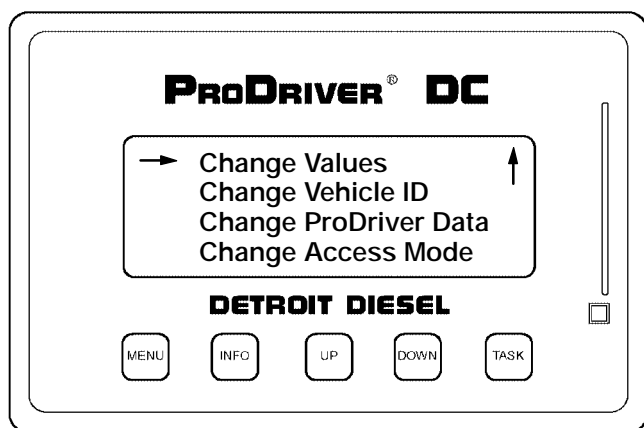 PRODRIVER® DC
Change Values
Change Vehicle ID
Change ProDriver Data
Change Access Mode
DETROIT DIESEL
MENU INFO UP DOWN TASK